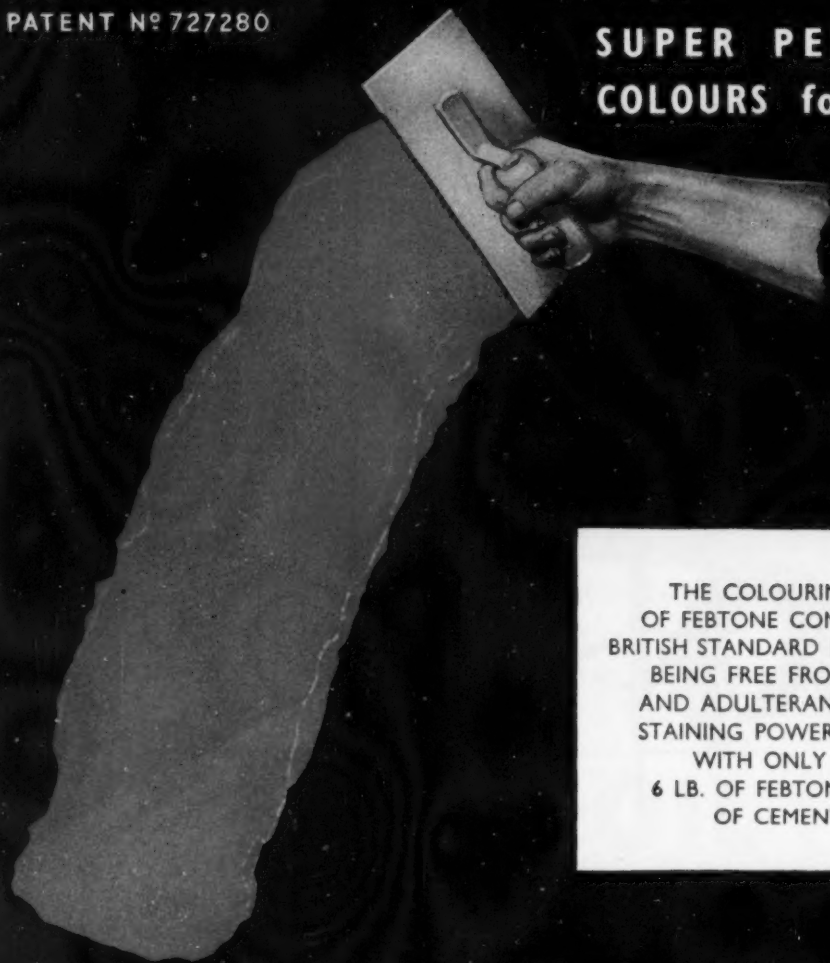 PATENT Nº 727280
SUPER PE
COLOURS fo
THE COLOURIN
OF FEBTONE CON
BRITISH STANDARD
BEING FREE FRO
AND ADULTERAN
STAINING POWER
WITH ONLY
6 LB. OF FEBTON
OF CEMEN